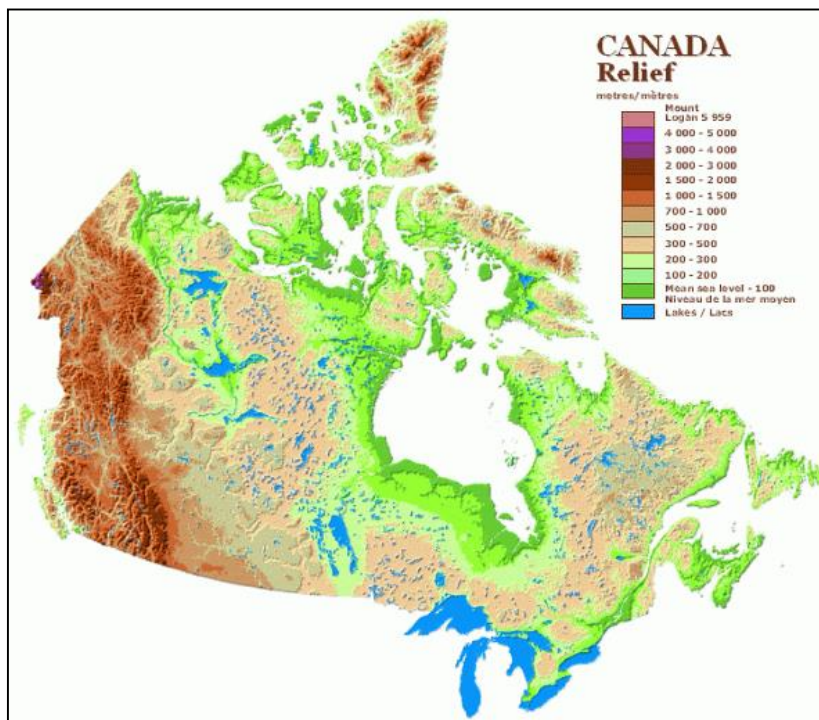 CANADA
Relief
metres/mètres
Mount
Logan 5 959
4 000 - 5 000
3 000 - 4 000
2 000 - 3 000
1 500 - 2 000
1 000 - 1 500
700 - 1 000
500 - 700
300 - 500
200 - 300
100 - 200
Mean sea level - 100
Niveau de la mer moyen
Lakes / Lacs